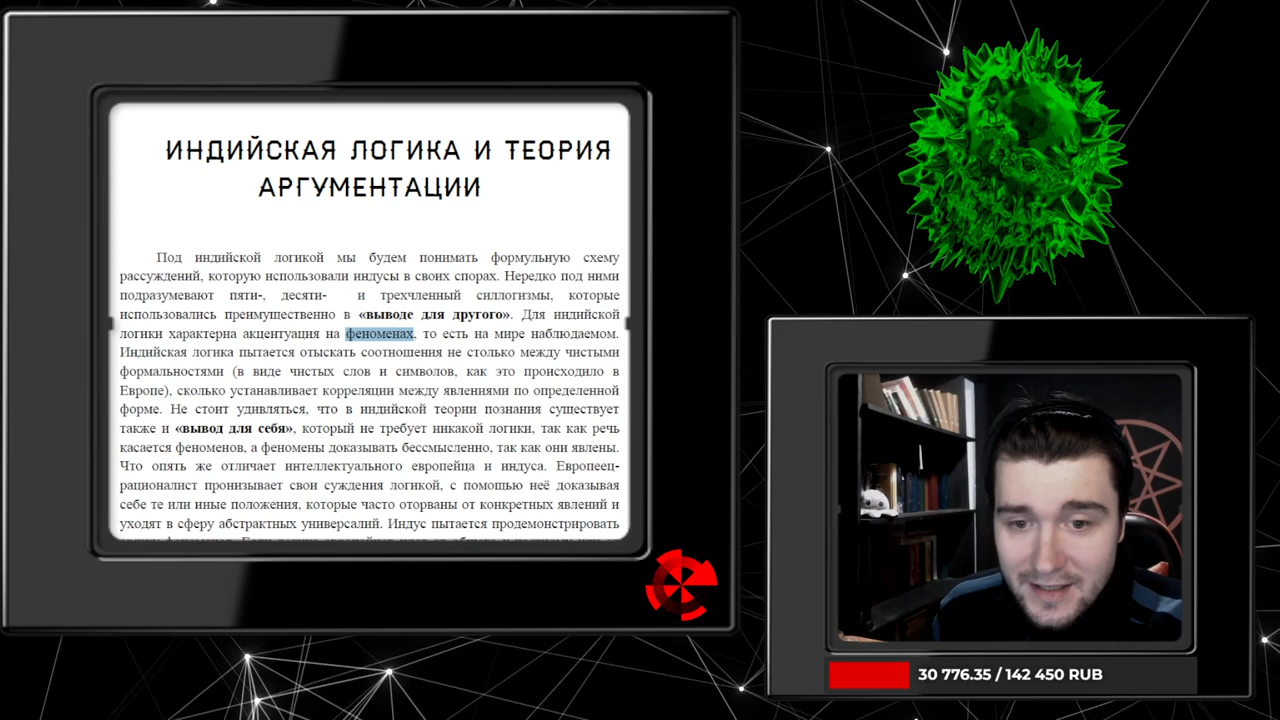 ИНДИЙСКАЯ ЛОГИКА И ТЕОРИЯ
АРГУМЕНТАЦИИ
Под индийской логикой мы будем понимать формульную схему
рассуждений, которую использовали индусы в своих спорах. Нередко под ними
подразумевают пяти-, десяти- и трехчленный силлогизмы, которые
использовались преимущественно в «выводе для другого». Для индийской
логики характерна акцентуация на феноменах, то есть на мире наблюдаемом.
Индийская логика пытается отыскать соотношения не столько между чистыми
формальностями (в виде чистых слов и символов, как это происходило в
Европе), сколько устанавливает корреляции между явлениями по определенной
форме. Не стоит удивляться, что в индийской теории познания существует
также и «вывод для себя», который не требует никакой логики, так как речь
касается феноменов, а феномены доказывать бессмысленно, так как они явлены.
Что опять же отличает интеллектуального европейца и индуса. Европеец-
рационалист пронизывает свои суждения логикой, с помощью неё доказывая
себе те или иные положения, которые часто оторваны от конкретных явлений и
уходят в сферу абстрактных универсалий. Индус пытается продемонстрировать
30 776.35 / 142 450 RUB